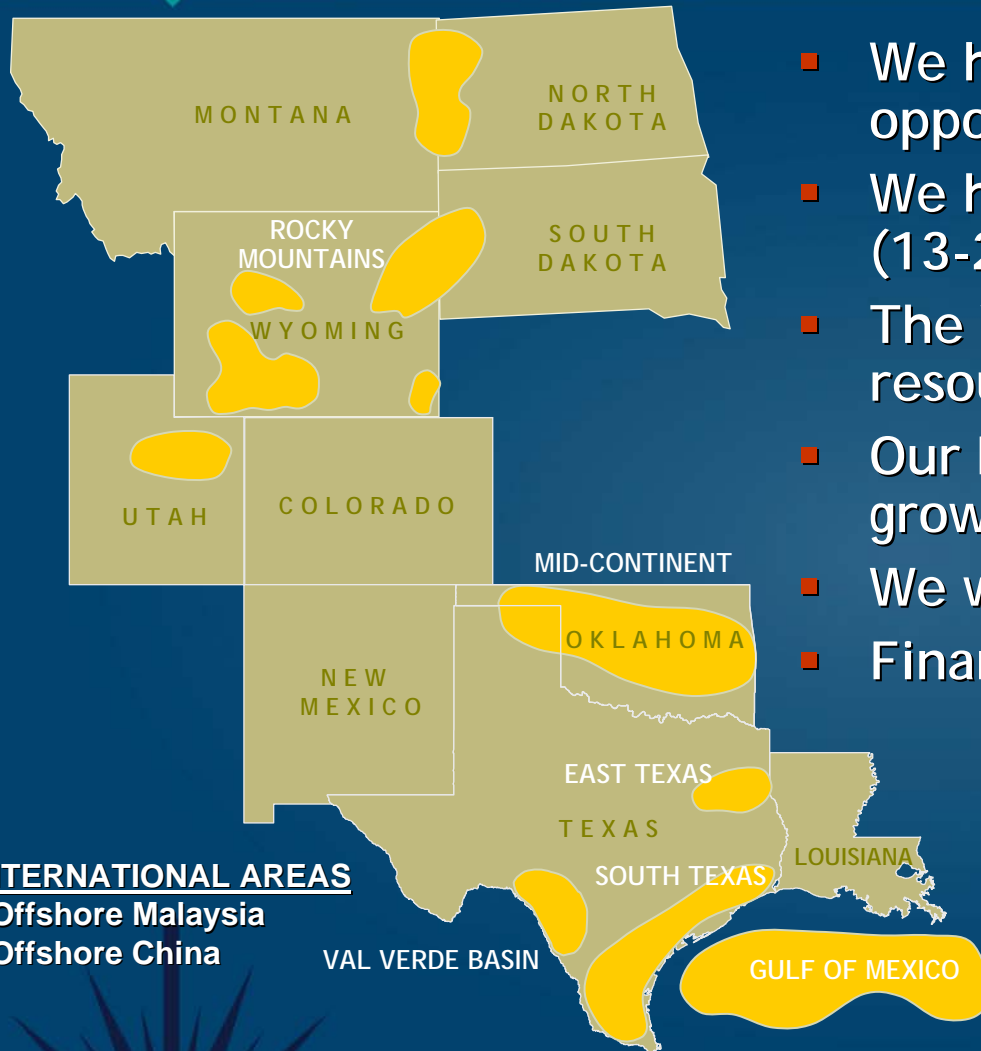 MONTANA
NORTH
DAKOTA
ROCKY
MOUNTAINS
SOUTH
DAKOTA
WYOMING
UTAH
COLORADO
MID-CONTINENT
OKLAHOMA
NEW
MEXICO
EAST TEXAS
TEXAS
SOUTH TEXAS
LOUISIANA
VAL VERDE BASIN
GULF OF MEXICO
TERNATIONAL AREAS
Offshore Malaysia
Offshore China
We h
oppo
We h
(13-2
The
resou
Our
grow
We w
Finan